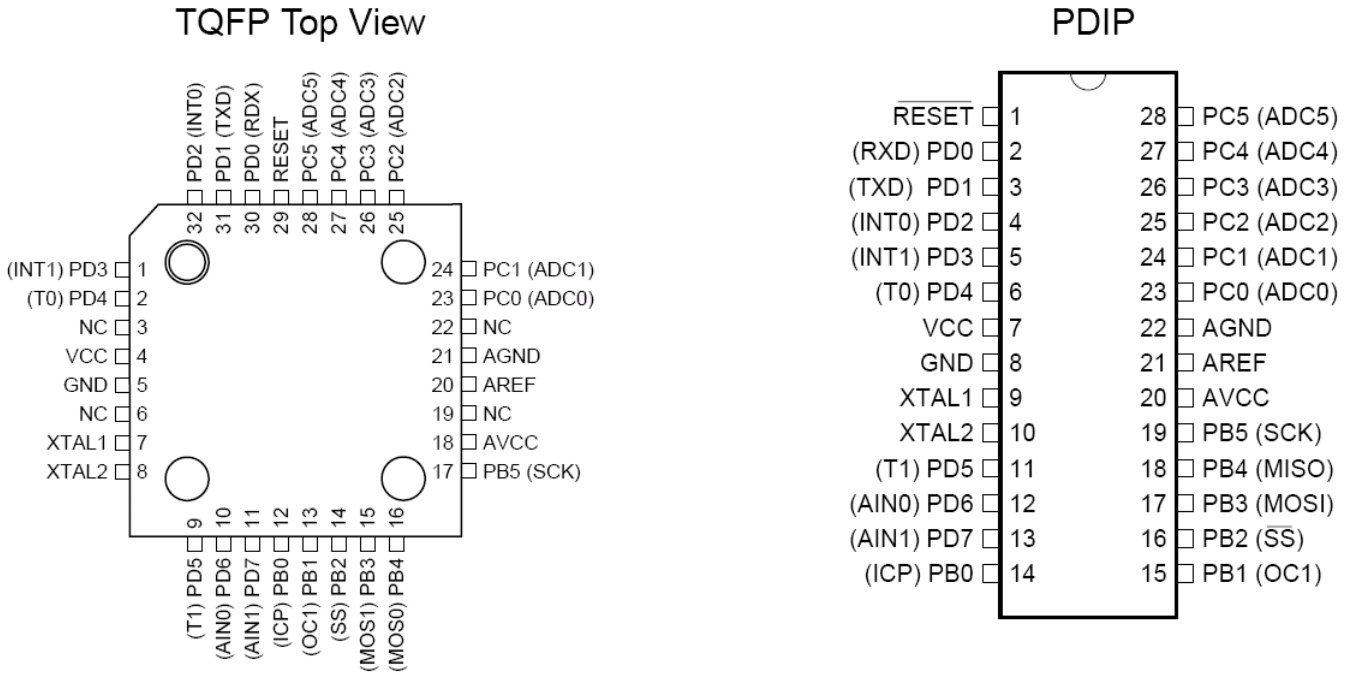 TQFP Top View
PD2 (INT0)
PD1 (TXD)
PD0 (RDX)
RESET
PC5 (ADC5)
PC4 (ADC4)
PC3 (ADC3)
PC2 (ADC2)
32 31 30 29 28 27 26 25
(INT1) PD3 1
(T0) PD4 2
NC 3
VCC 4
GND 5
NC 6
XTAL1 7
XTAL2 8
24 PC1 (ADC1)
23 PC0 (ADC0)
22 NC
21 AGND
20 AREF
19 NC
18 AVCC
17 PB5 (SCK)
9 10 11 12 13 14 15 16
(T1) PD5
(AIN0) PD6
(AIN1) PD7
(ICP) PB0
(OC1) PB1
(SS) PB2
(MOS1) PB3
(MOS0) PB4
PDIP
RESET 1
(RXD) PD0 2
(TXD) PD1 3
(INT0) PD2 4
(INT1) PD3 5
(T0) PD4 6
VCC 7
GND 8
XTAL1 9
XTAL2 10
(T1) PD5 11
(AIN0) PD6 12
(AIN1) PD7 13
(ICP) PB0 14
28 PC5 (ADC5)
27 PC4 (ADC4)
26 PC3 (ADC3)
25 PC2 (ADC2)
24 PC1 (ADC1)
23 PC0 (ADC0)
22 AGND
21 AREF
20 AVCC
19 PB5 (SCK)
18 PB4 (MISO)
17 PB3 (MOSI)
16 PB2 (SS)
15 PB1 (OC1)